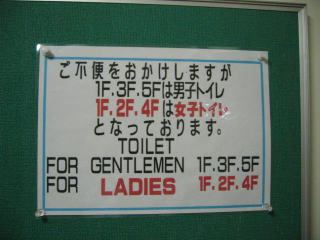 ご不便をおかけしますが
1F.3F.5Fは男子トイレ
1F.2F.4Fは女子トイレ
となっております。
TOILET
FOR GENTLEMEN 1F.3F.5F
FOR LADIES 1F.2F.4F